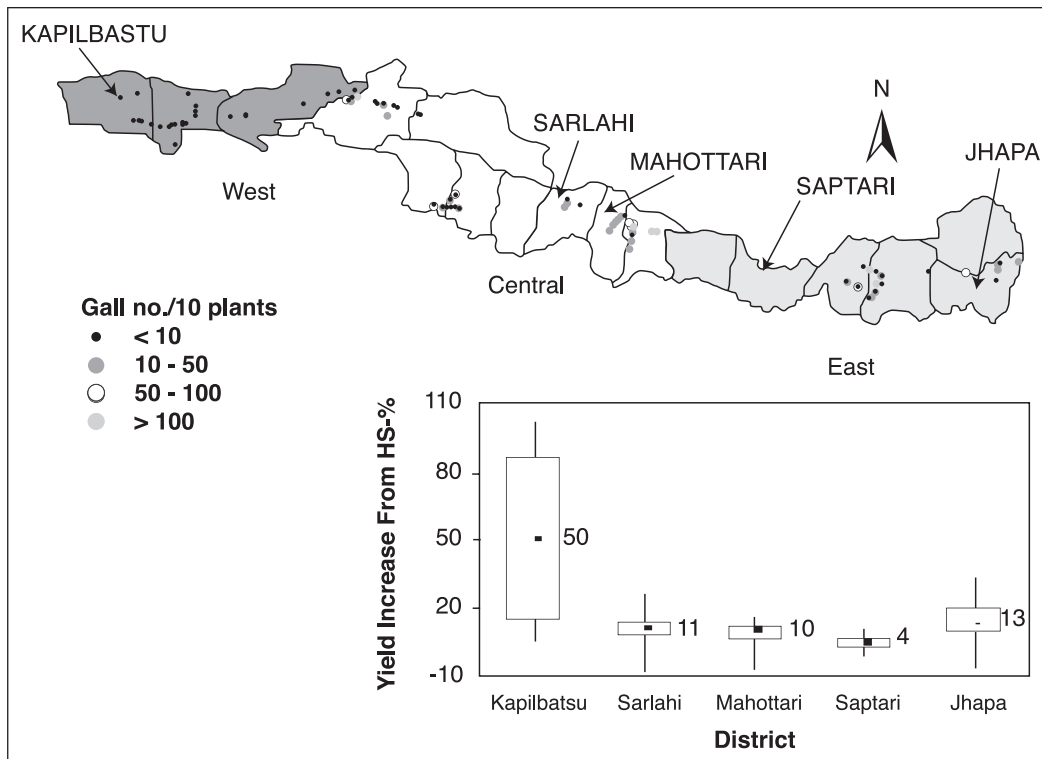 KAPILBASTU
N
SARLAHI
MAHOTTARI
JHAPA
SAPTARI
West
Central
East
Gall no./10 plants
< 10
10 - 50
50 - 100
> 100
Yield Increase From HS-%
110
80
50
20
-10
50
11
10
4
13
Kapilbatsu Sarlahi Mahottari Saptari Jhapa
District